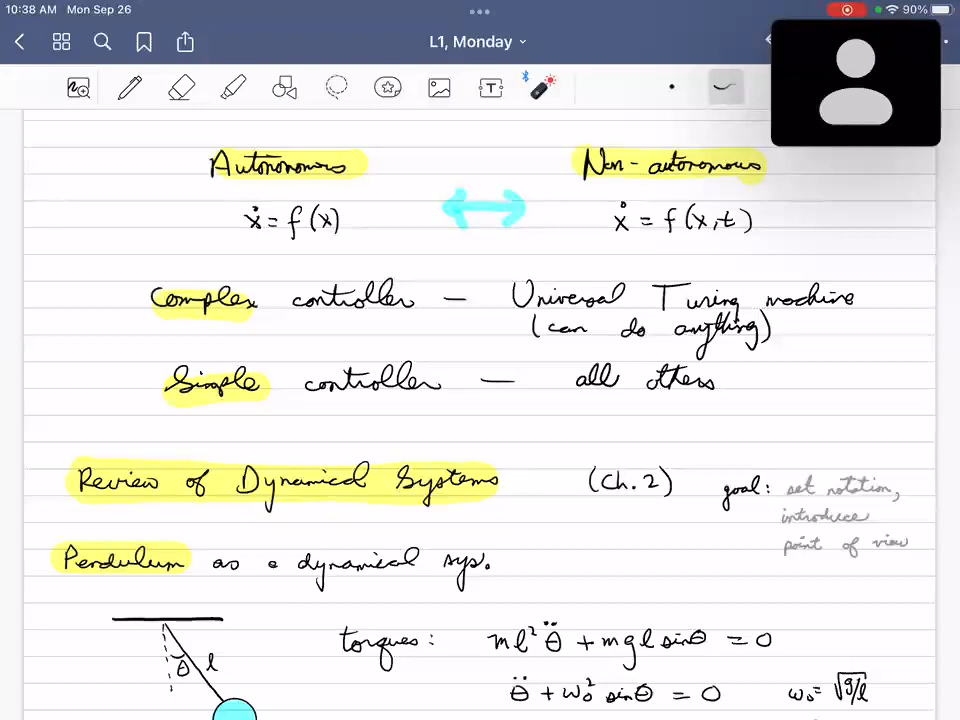 10:38 AM Mon Sep 26
90%
L1, Monday
T
Autonomous Non-autonomous
ẋ = f(x) ẋ = f(x,t)
Complex controller — Universal Turing machine
(can do anything)
Simple controller — all others
Review of Dynamical Systems (Ch. 2) goal: set notation,
introduce
point of view
Pendulum as a dynamical sys.
torques: ml² θ̈ + mgl sinθ = 0
θ l
θ̈ + ω₀² sinθ = 0 ω₀ = √g/l